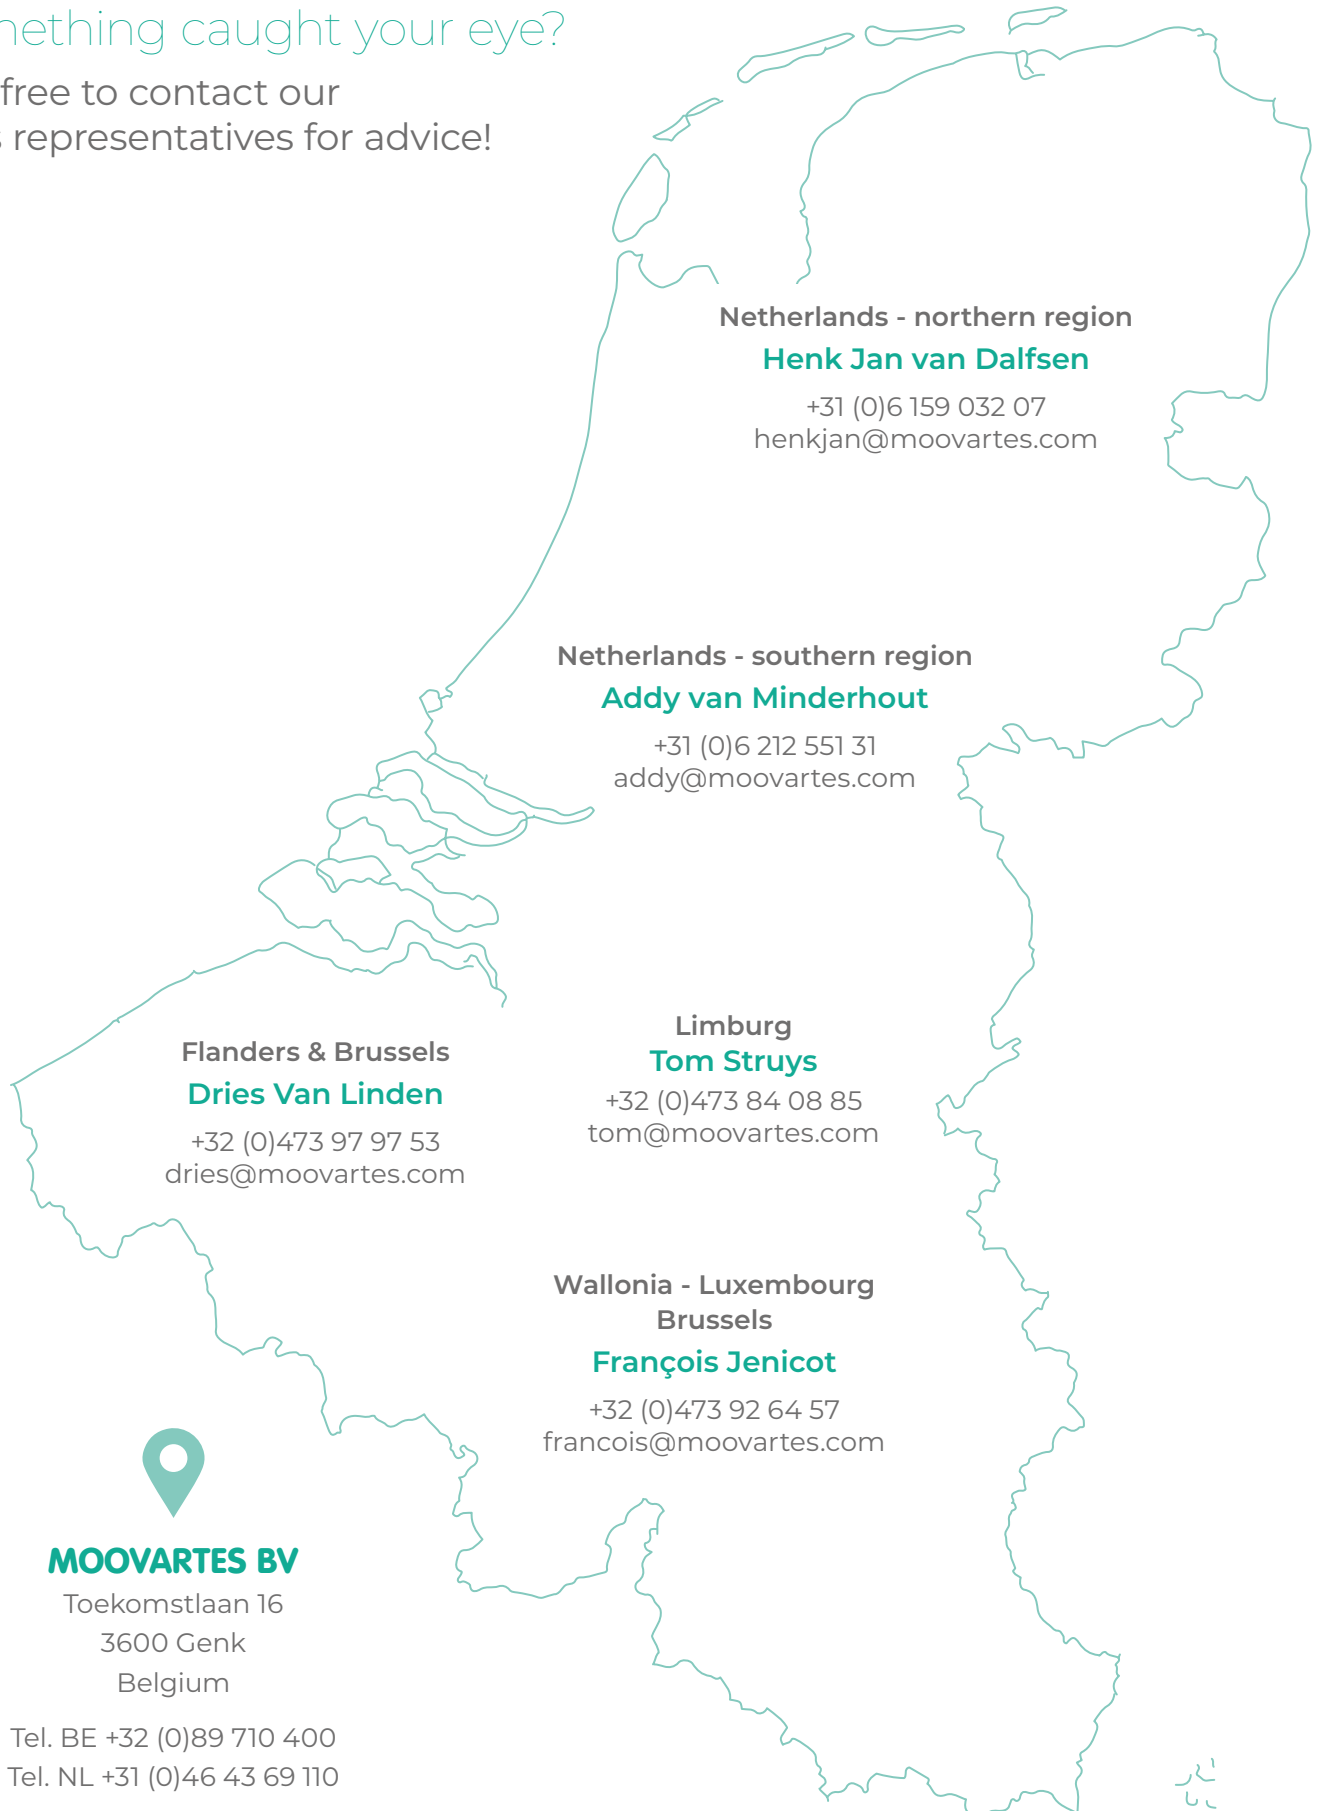 mething caught your eye?
free to contact our
s representatives for advice!
Netherlands - northern region
Henk Jan van Dalfsen
+31 (0)6 159 032 07
henkjan@moovartes.com
Netherlands - southern region
Addy van Minderhout
+31 (0)6 212 551 31
addy@moovartes.com
Limburg
Tom Struys
+32 (0)473 84 08 85
tom@moovartes.com
Flanders & Brussels
Dries Van Linden
+32 (0)473 97 97 53
dries@moovartes.com
Wallonia - Luxembourg
Brussels
François Jenicot
+32 (0)473 92 64 57
francois@moovartes.com
MOOVARTES BV
Toekomstlaan 16
3600 Genk
Belgium
Tel. BE +32 (0)89 710 400
Tel. NL +31 (0)46 43 69 110